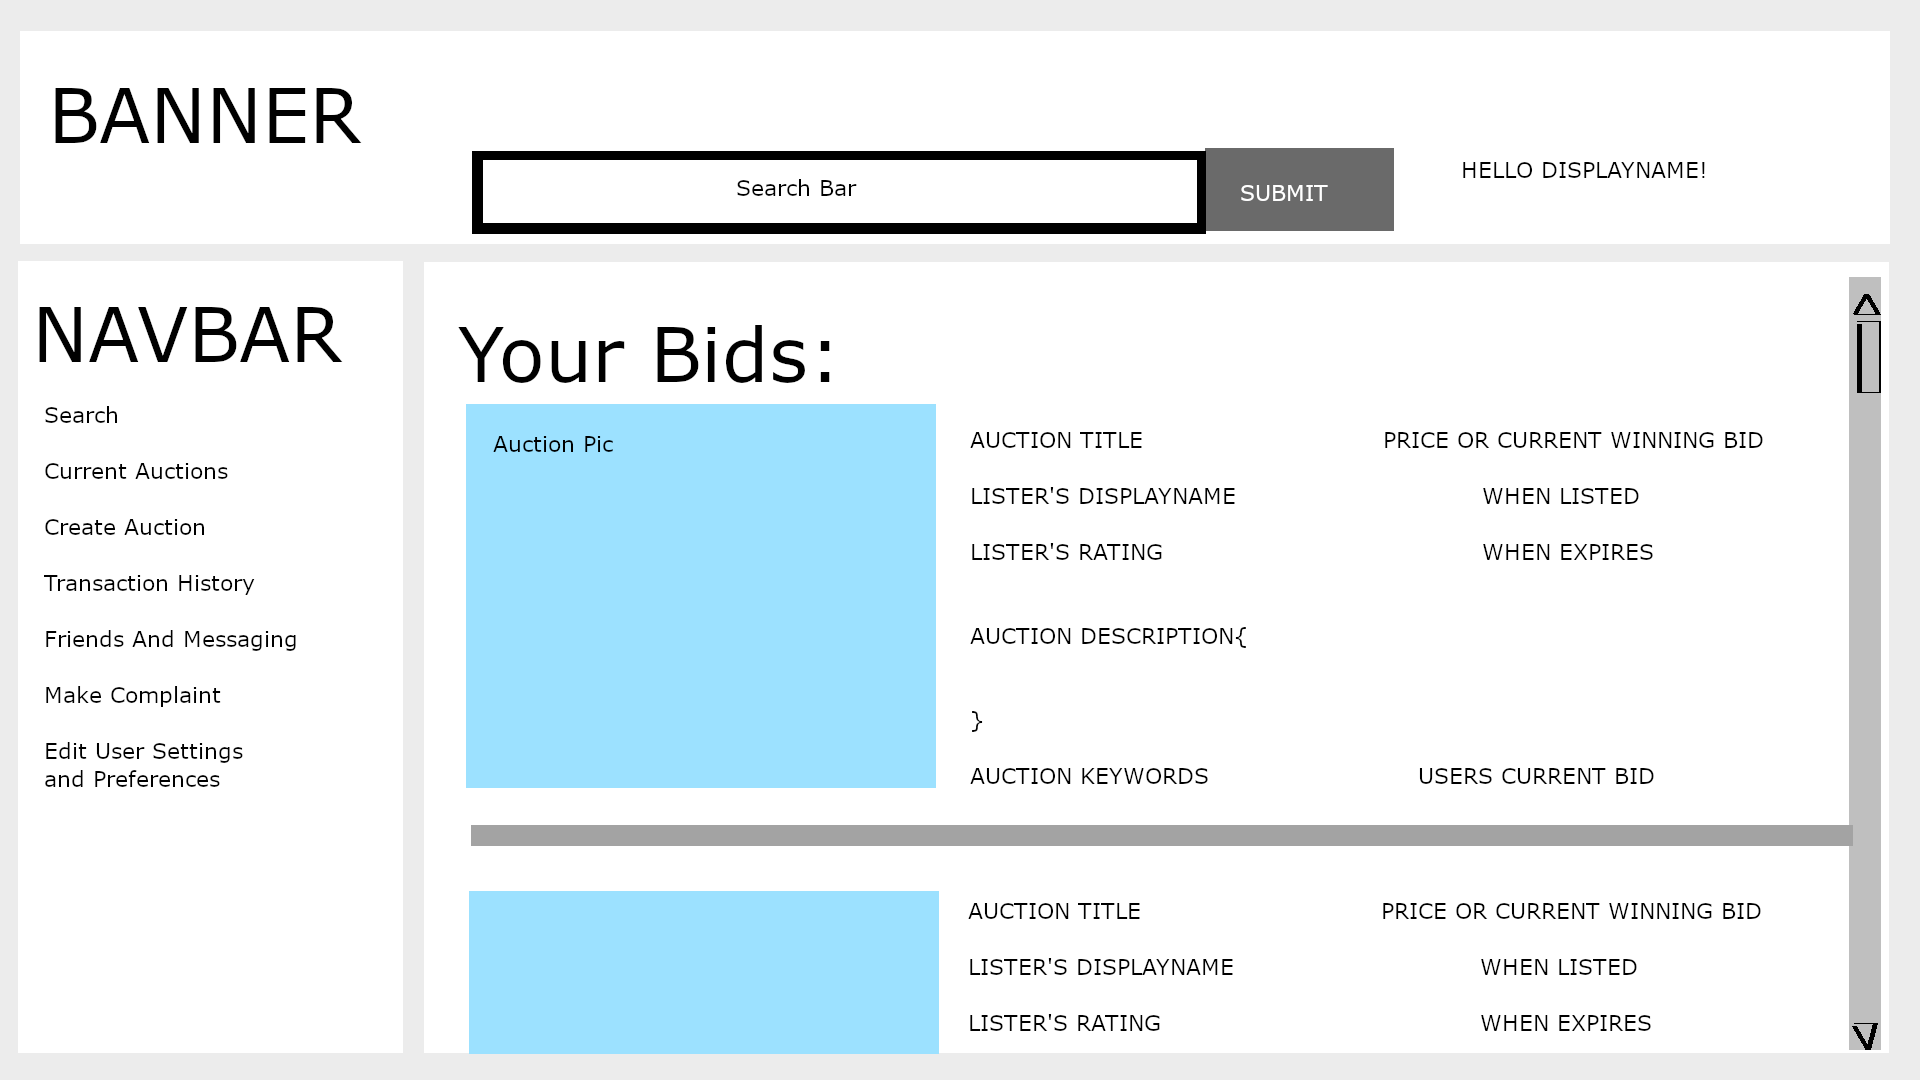 BANNER
Search Bar
SUBMIT
HELLO DISPLAYNAME!
NAVBAR
Search
Current Auctions
Create Auction
Transaction History
Friends And Messaging
Make Complaint
Edit User Settings
and Preferences
Your Bids:
Auction Pic
AUCTION TITLE
PRICE OR CURRENT WINNING BID
LISTER'S DISPLAYNAME
WHEN LISTED
LISTER'S RATING
WHEN EXPIRES
AUCTION DESCRIPTION{
}
AUCTION KEYWORDS
USERS CURRENT BID
AUCTION TITLE
PRICE OR CURRENT WINNING BID
LISTER'S DISPLAYNAME
WHEN LISTED
LISTER'S RATING
WHEN EXPIRES